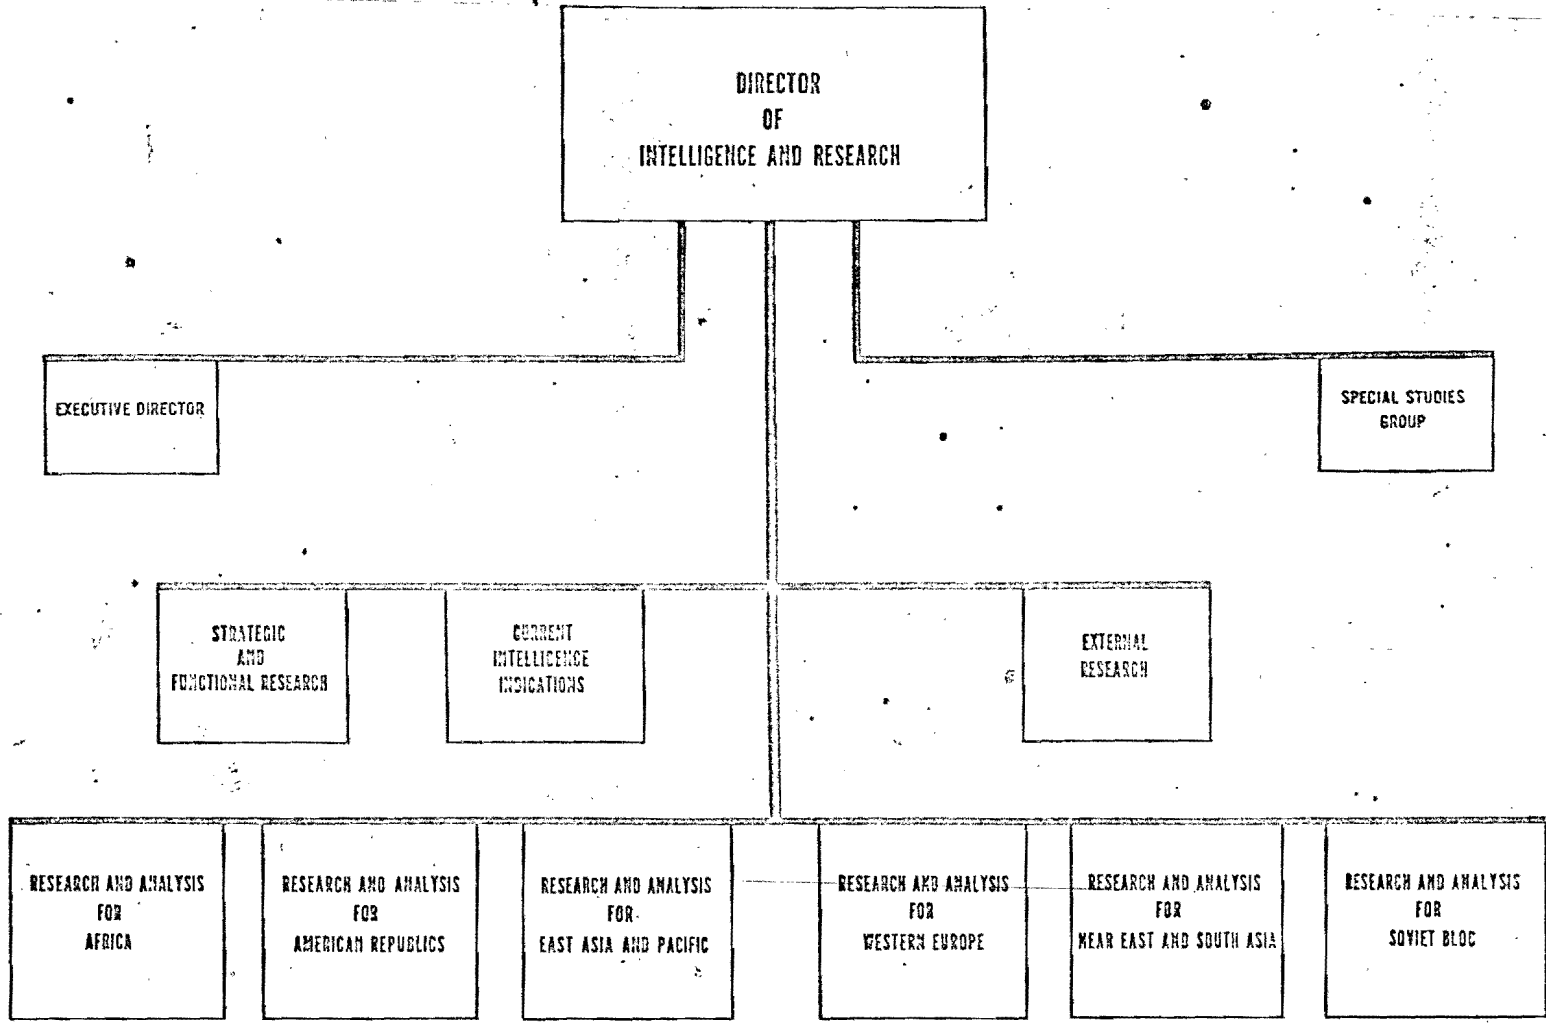 DIRECTOR
OF
INTELLIGENCE AND RESEARCH
EXECUTIVE DIRECTOR
SPECIAL STUDIES
GROUP
STRATEGIC
AND
FUNCTIONAL RESEARCH
CURRENT
INTELLIGENCE
INDICATIONS
EXTERNAL
RESEARCH
RESEARCH AND ANALYSIS
FOR
AFRICA
RESEARCH AND ANALYSIS
FOR
AMERICAN REPUBLICS
RESEARCH AND ANALYSIS
FOR
EAST ASIA AND PACIFIC
RESEARCH AND ANALYSIS
FOR
WESTERN EUROPE
RESEARCH AND ANALYSIS
FOR
NEAR EAST AND SOUTH ASIA
RESEARCH AND ANALYSIS
FOR
SOVIET BLOC